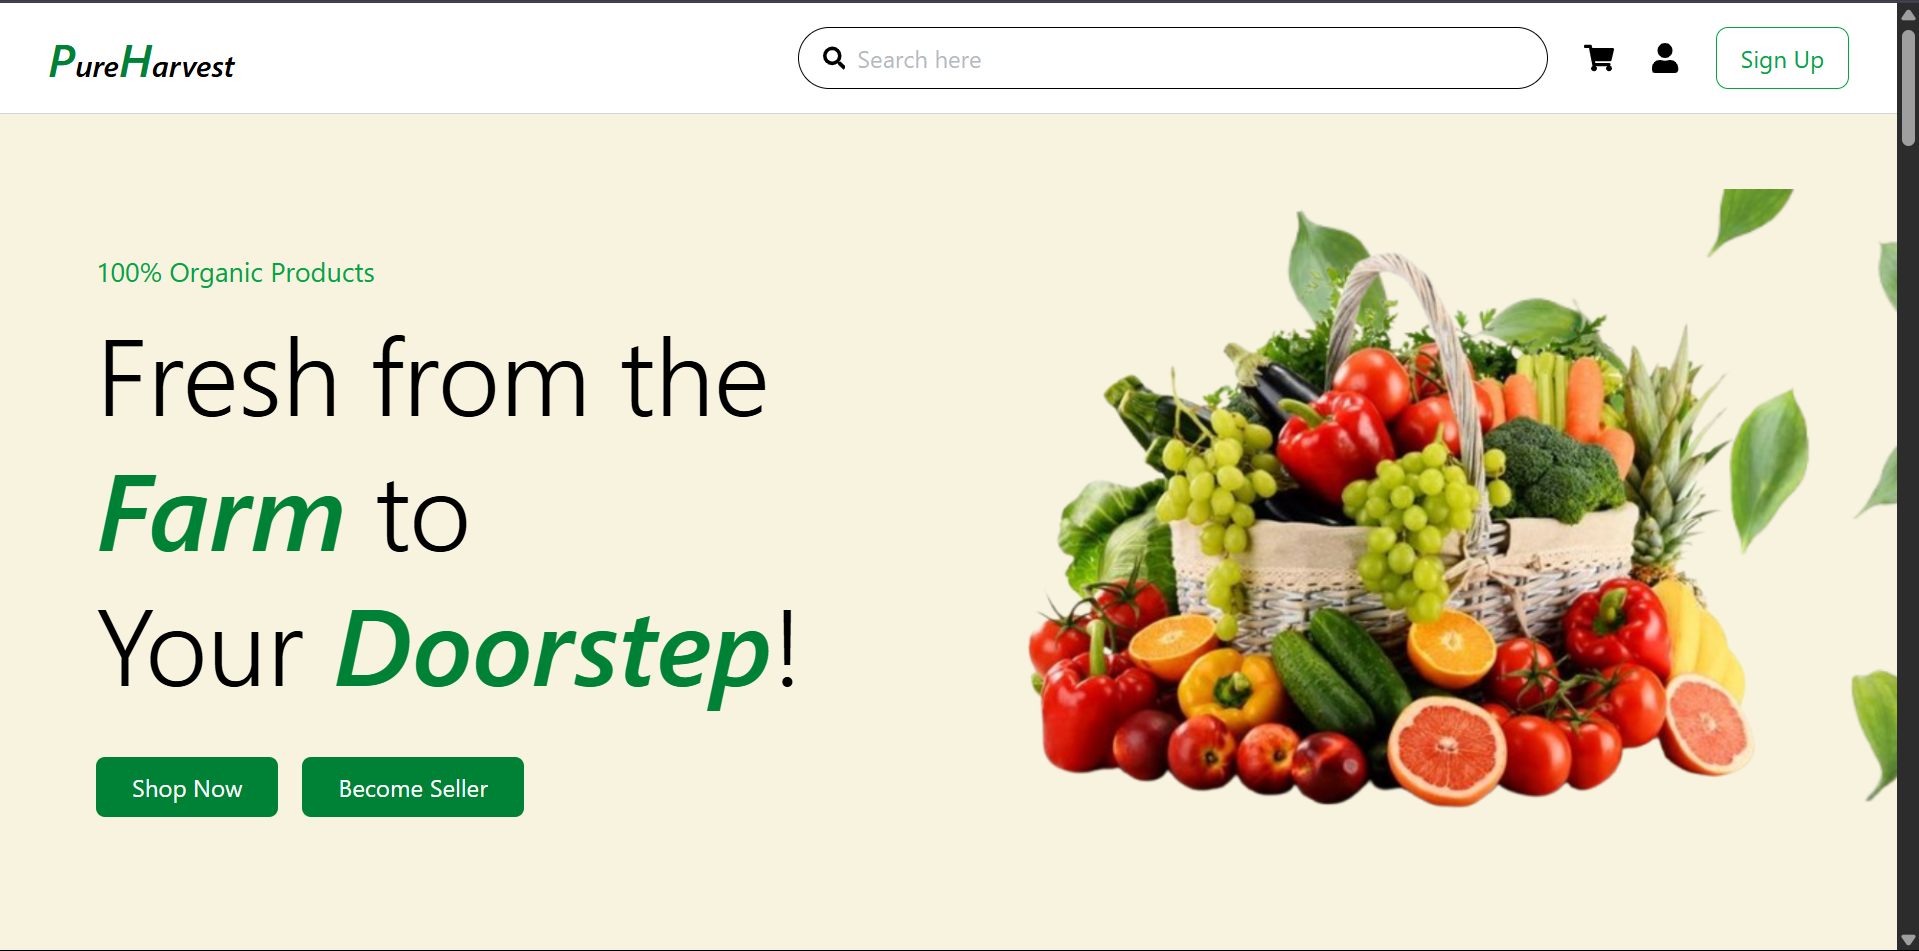 PureHarvest
Search here
Sign Up
100% Organic Products
Fresh from the
Farm to
Your Doorstep!
Shop Now
Become Seller